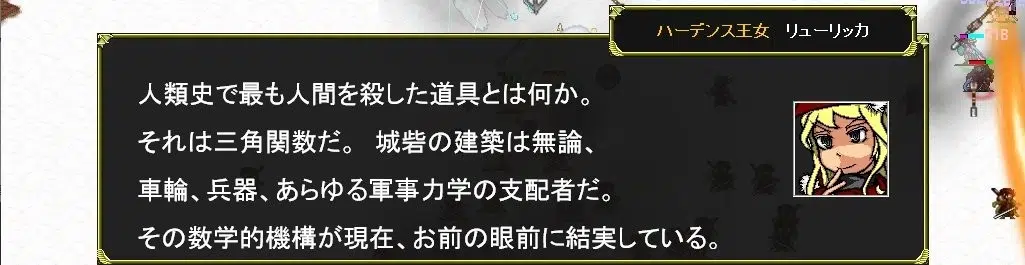 ハーデンス王女 リューリッカ
人類史で最も人間を殺した道具とは何か。
それは三角関数だ。 城砦の建築は無論、
車輪、兵器、あらゆる軍事力学の支配者だ。
その数学的機構が現在、お前の眼前に結実している。